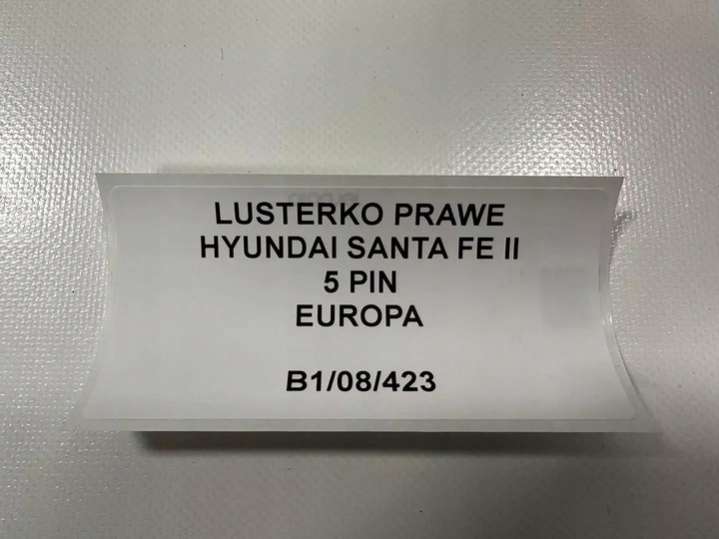 LUSTERKO PRAWE
HYUNDAI SANTA FE II
5 PIN
EUROPA
B1/08/423